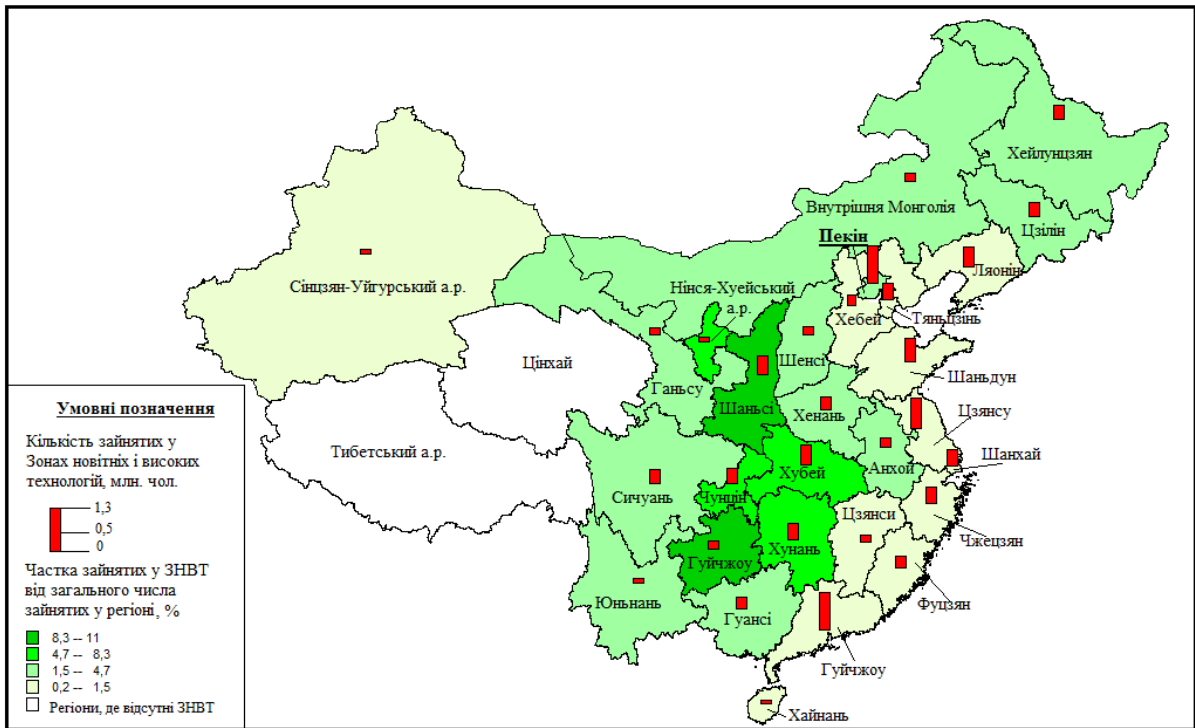 Хейлунцзян
Внутрішня Монголія
Цзілін
Пекін
Ляонін
Сінцзян-Уйгурський а.р.
Нінся-Хуейський
а.р.
Хебей
Тяньцзінь
Шеньсі
Цінхай
Ганьсу
Шаньдун
Шаньсі
Хенань
Цзянсу
Тибетський а.р.
Шанхай
Хубей
Анхой
Сичуань
Чунцін
Цзянси
Чжецзян
Хунань
Гуйчжоу
Фуцзян
Юньнань
Гуансі
Гуйчжоу
Хайнань
Умовні позначення
Кількість зайнятих у
Зонах новітніх і високих
технологій, млн. чол.
1,3
0,5
0
Частка зайнятих у ЗНВТ
від загального числа
зайнятих у регіоні, %
8,3 -- 11
4,7 -- 8,3
1,5 -- 4,7
0,2 -- 1,5
Регіони, де відсутні ЗНВТ